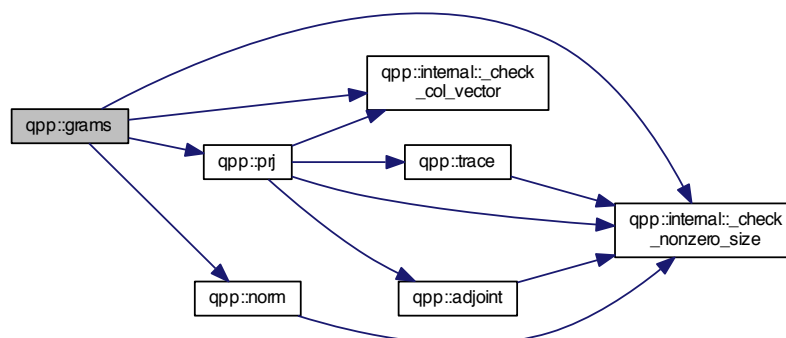 qpp::grams
qpp::internal::_check
_col_vector
qpp::prj
qpp::trace
qpp::internal::_check
_nonzero_size
qpp::norm
qpp::adjoint